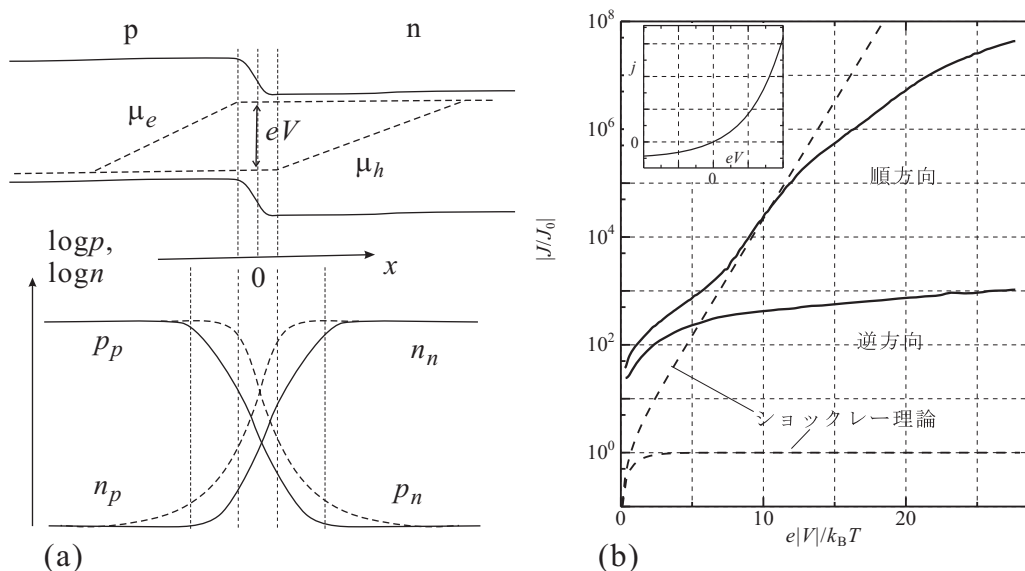 p
n
μe
eV
μh
logp,
logn
0
x
pp
nn
np
pn
(a)
10^8
10^6
10^4
10^2
10^0
|J/J0|
j
0
eV
0
順方向
逆方向
ショックレー理論
0
10
20
e|V|/kBT
(b)